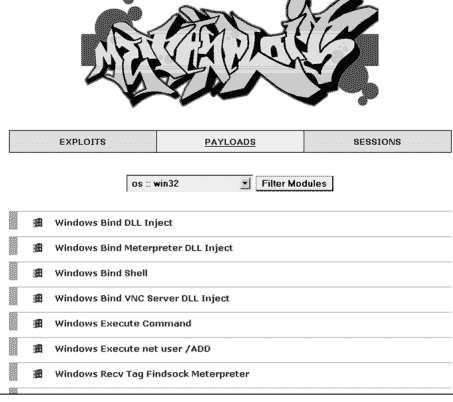 METASPLOIT
EXPLOITS PAYLOADS SESSIONS
os :: win32 Filter Modules
Windows Bind DLL Inject
Windows Bind Meterpreter DLL Inject
Windows Bind Shell
Windows Bind VNC Server DLL Inject
Windows Execute Command
Windows Execute net user /ADD
Windows Recv Tag Findsock Meterpreter